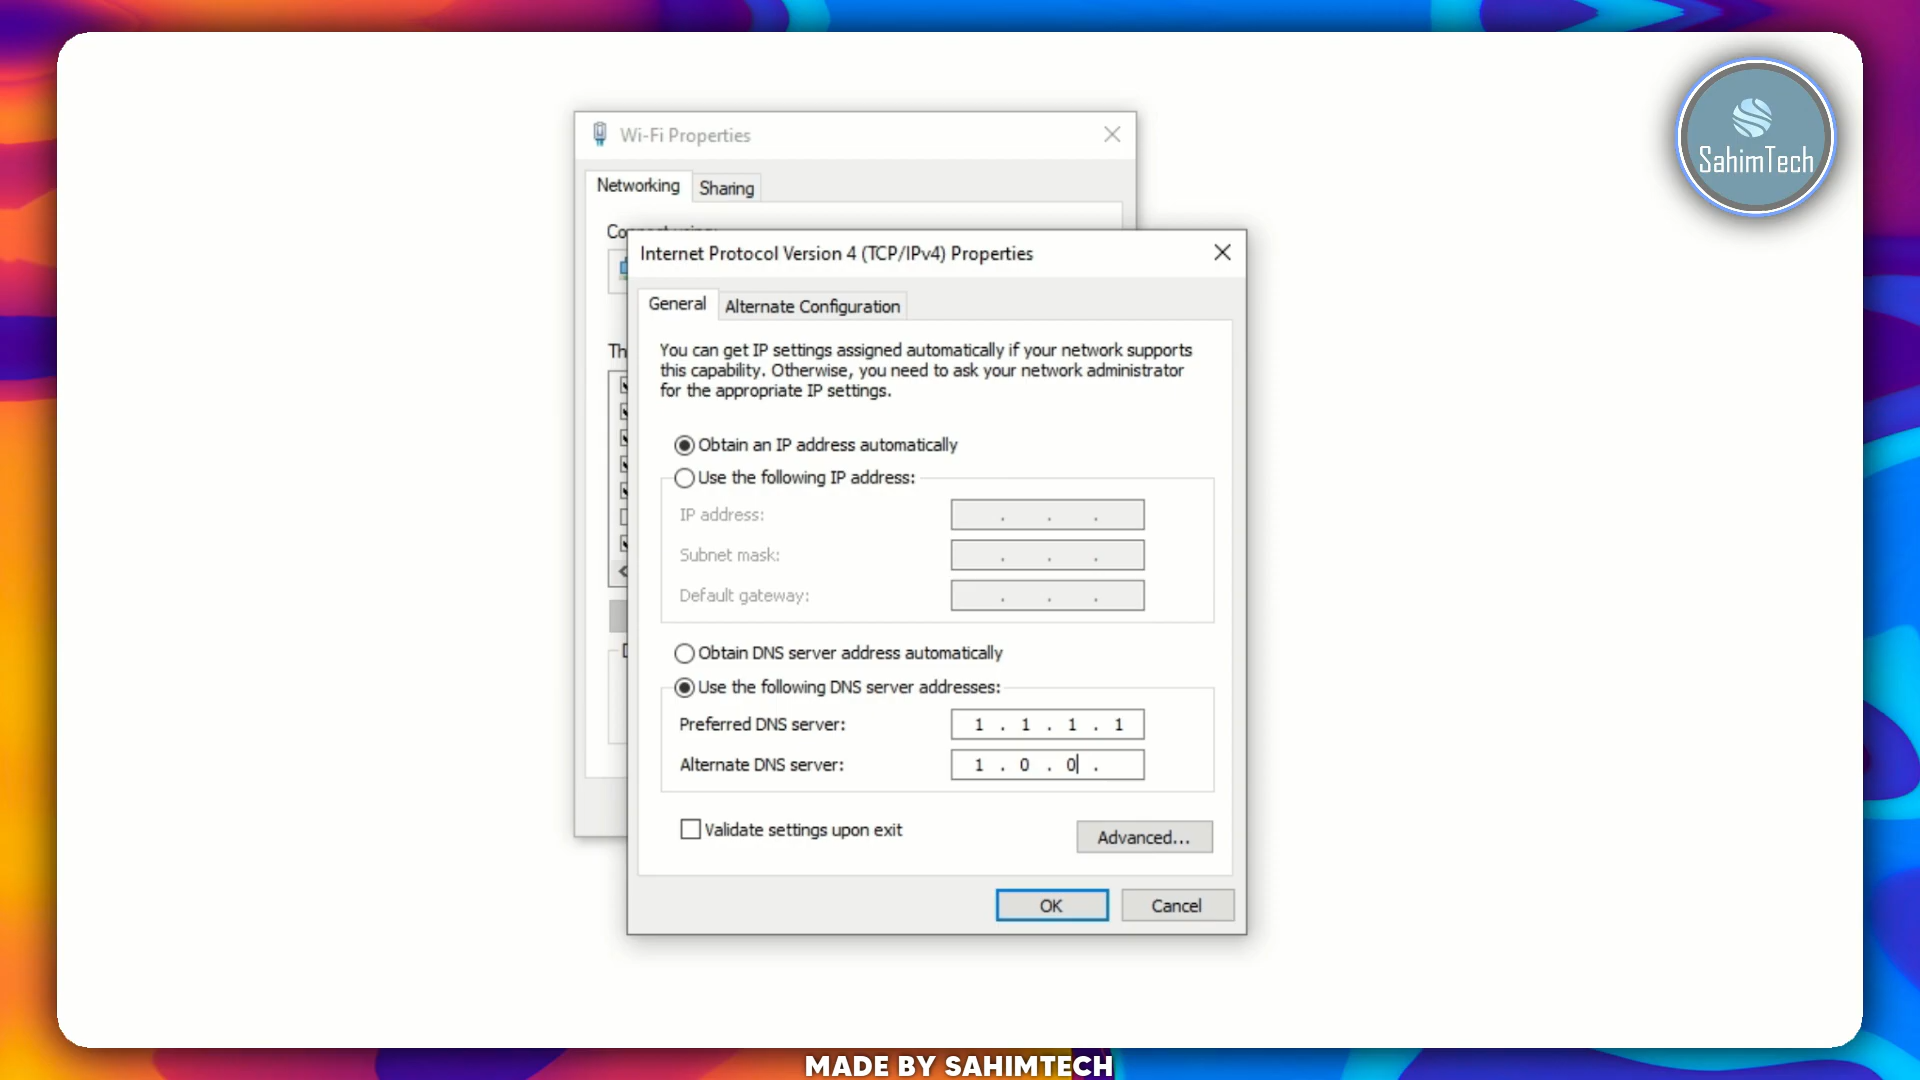 SahimTech
Wi-Fi Properties
Networking
Sharing
Internet Protocol Version 4 (TCP/IPv4) Properties
General
Alternate Configuration
You can get IP settings assigned automatically if your network supports
this capability. Otherwise, you need to ask your network administrator
for the appropriate IP settings.
Obtain an IP address automatically
Use the following IP address:
IP address: . . .
Subnet mask: . . .
Default gateway: . . .
Obtain DNS server address automatically
Use the following DNS server addresses:
Preferred DNS server: 1 . 1 . 1 . 1
Alternate DNS server: 1 . 0 . 0 .
Validate settings upon exit
Advanced...
OK
Cancel
MADE BY SAHIMTECH